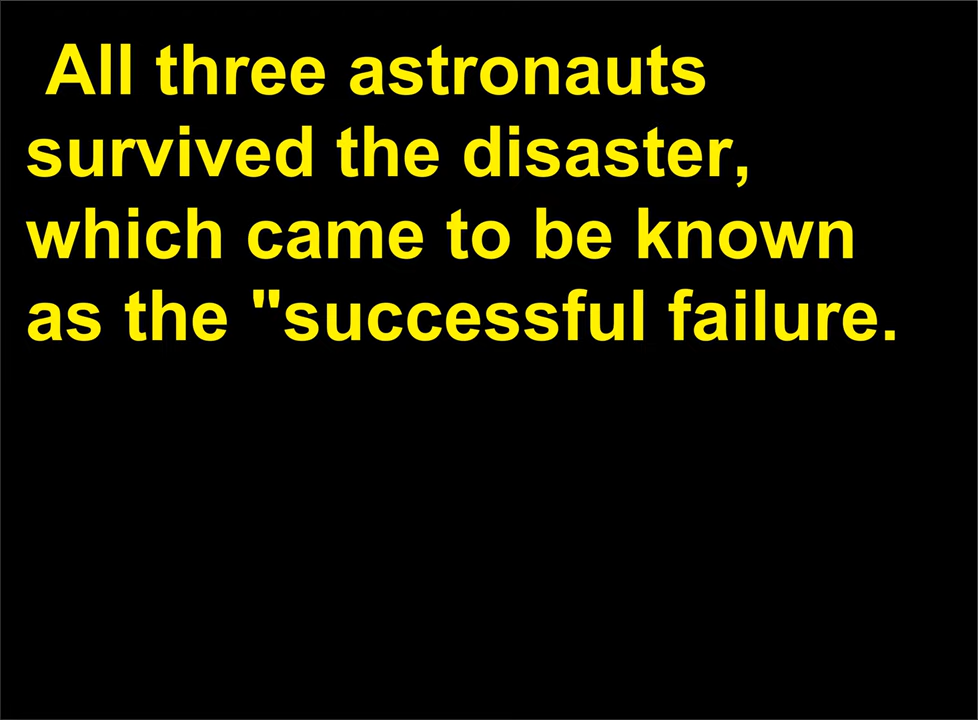 All three astronauts
survived the disaster,
which came to be known
as the "successful failure.